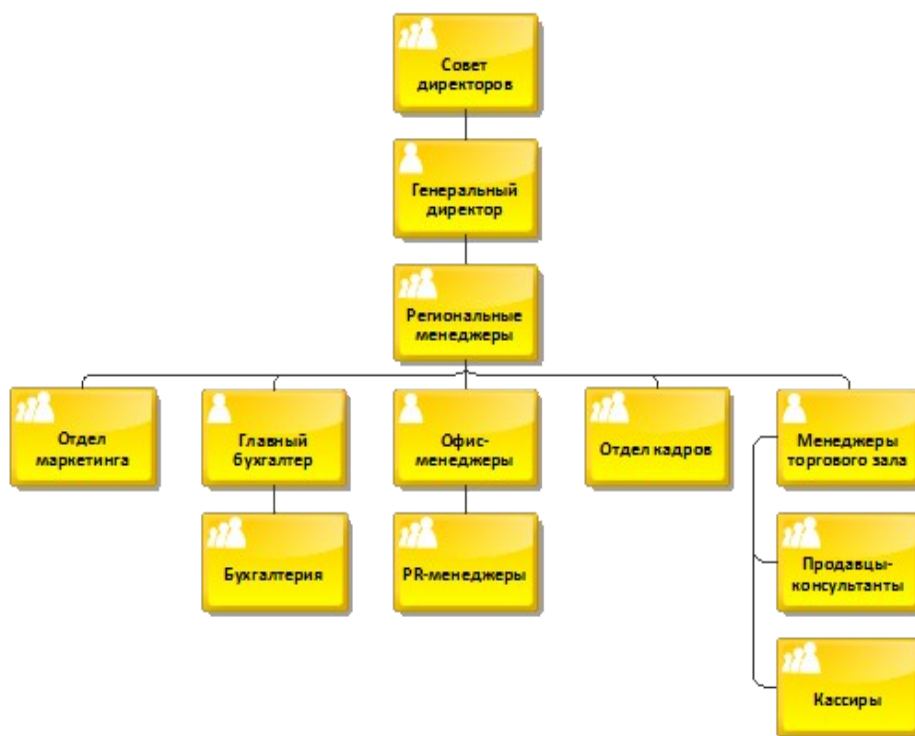 Совет
директоров
Генеральный
директор
Региональные
менеджеры
Отдел
маркетинга
Главный
бухгалтер
Офис-
менеджеры
Отдел кадров
Менеджеры
торгового зала
Бухгалтерия
PR-менеджеры
Продавцы-
консультанты
Кассиры